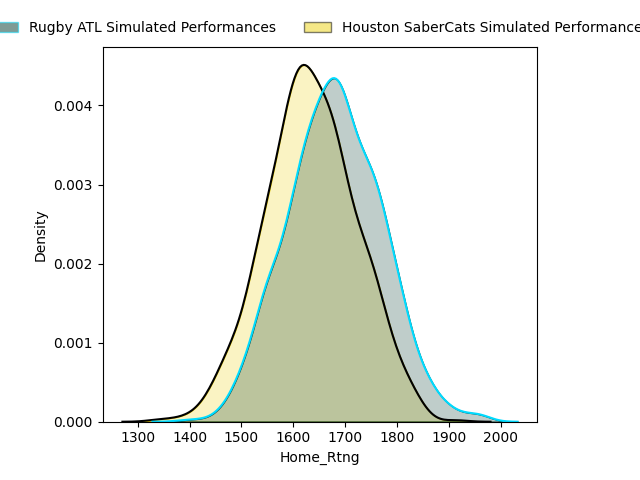 Rugby ATL Simulated Performances
Houston SaberCats Simulated Performance
0.004
0.003
0.002
0.001
0.000
Density
1300 1400 1500 1600 1700 1800 1900 2000
Home_Rtng